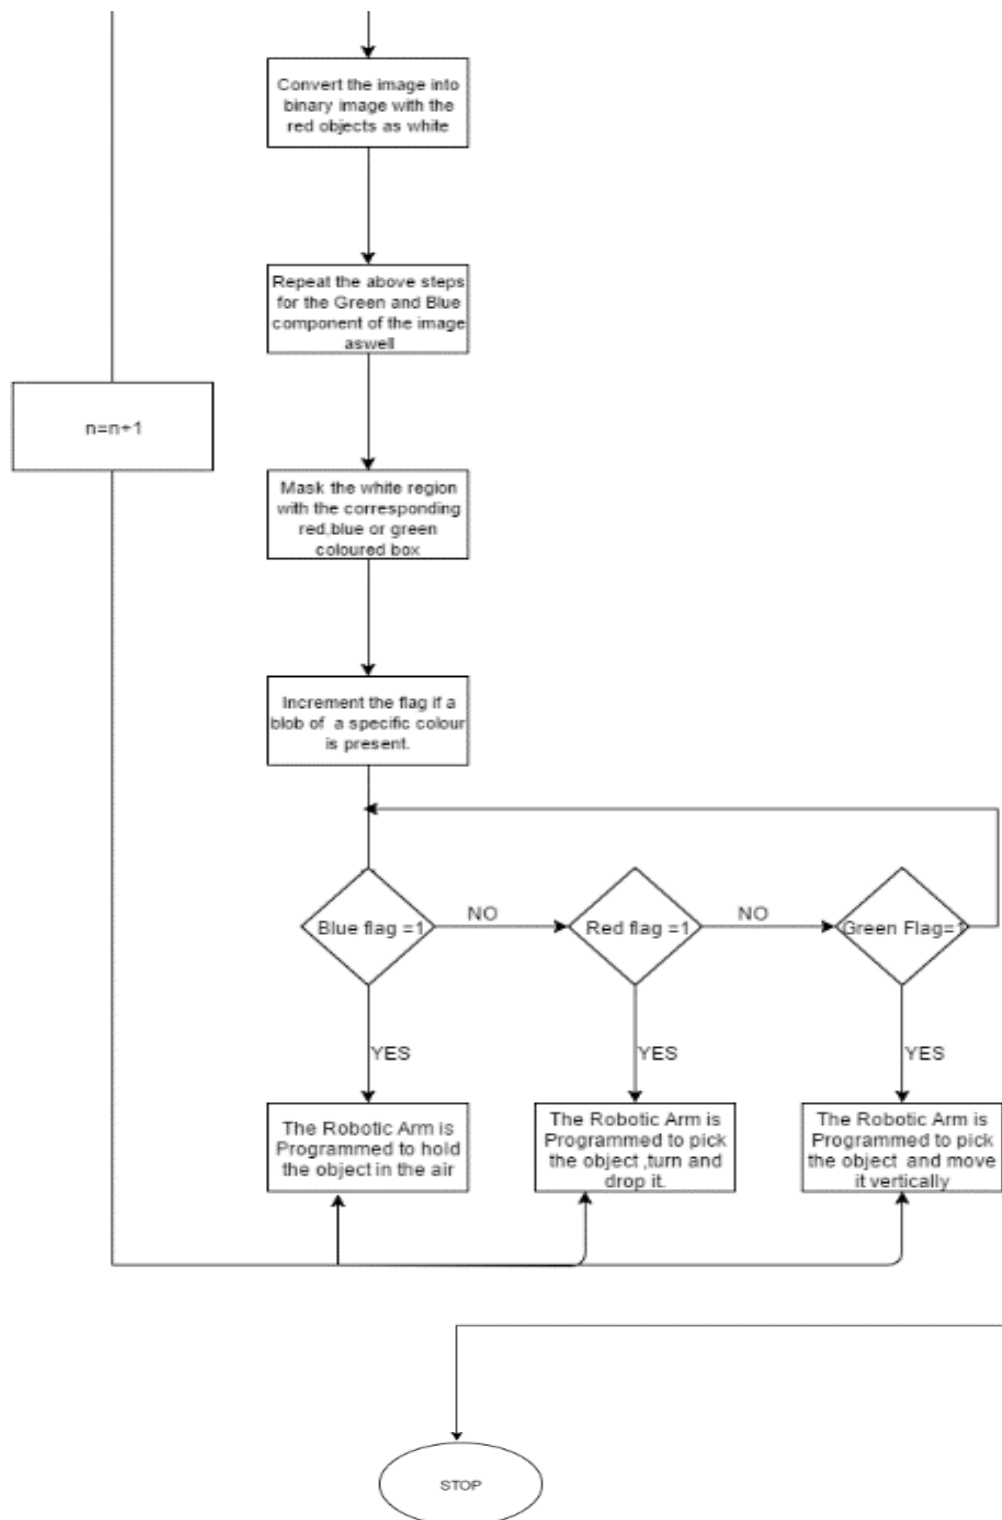 Convert the image into
binary image with the
red objects as white
Repeat the above steps
for the Green and Blue
component of the image
aswell
n=n+1
Mask the white region
with the corresponding
red,blue or green
coloured box
Increment the flag if a
blob of a specific colour
is present.
Blue flag =1
NO
Red flag =1
NO
Green Flag=1
YES
YES
YES
The Robotic Arm is
Programmed to hold
the object in the air
The Robotic Arm is
Programmed to pick
the object ,turn and
drop it.
The Robotic Arm is
Programmed to pick
the object and move
it vertically
STOP